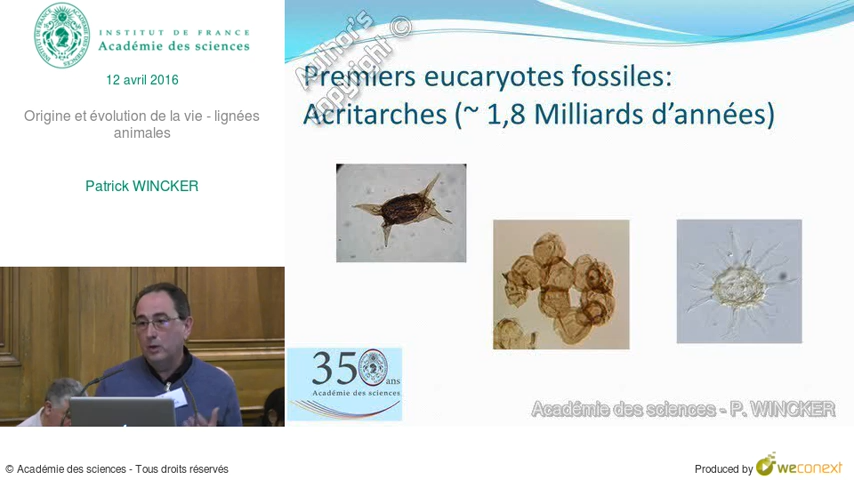 INSTITUT DE FRANCE
Académie des sciences
12 avril 2016
Origine et évolution de la vie - lignées
animales
Patrick WINCKER
Author's
Copyright ©
Premiers eucaryotes fossiles:
Acritarches (~ 1,8 Milliards d'années)
350 ans
Académie des sciences
Académie des sciences - P. WINCKER
© Académie des sciences - Tous droits réservés
Produced by weconext